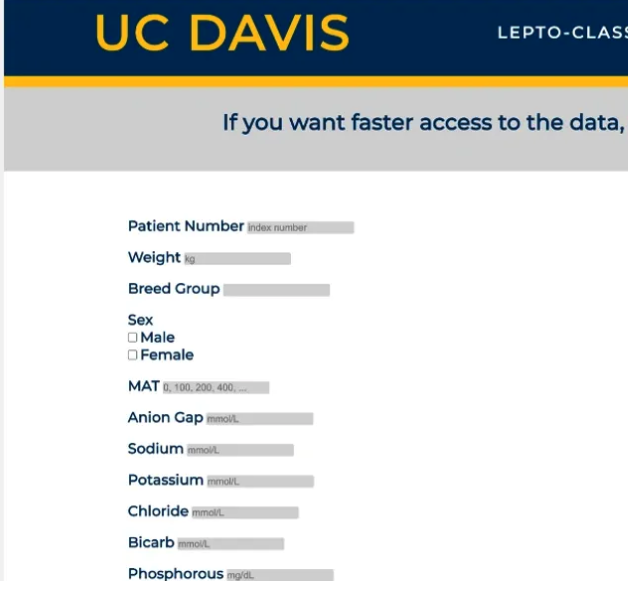 UC DAVIS
LEPTO-CLASS
If you want faster access to the data,
Patient Number index number
Weight kg
Breed Group
Sex
Male
Female
MAT 0, 100, 200, 400, ...
Anion Gap mmol/L
Sodium mmol/L
Potassium mmol/L
Chloride mmol/L
Bicarb mmol/L
Phosphorous mg/dL